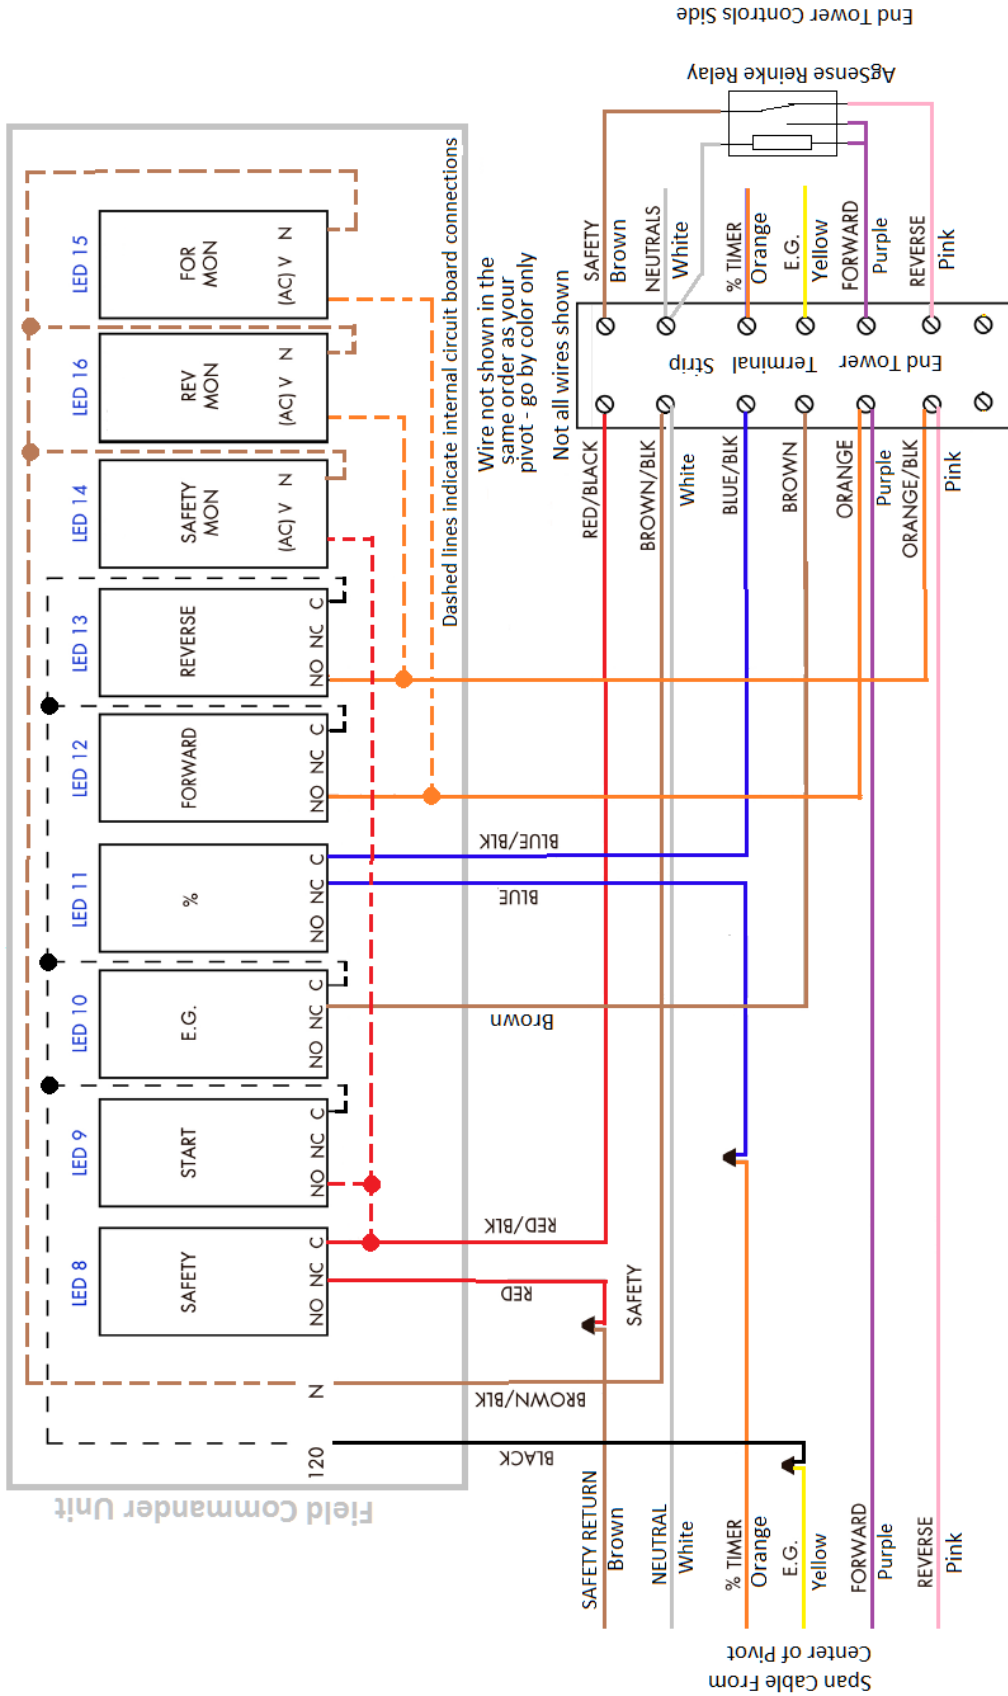 End Tower Controls Side
AgSense Reinke Relay
Dashed lines indicate internal circuit board connections
LED 15
FOR
MON
(AC) V N
LED 16
REV
MON
(AC) V N
LED 14
SAFETY
MON
(AC) V N
LED 13
REVERSE
NO NC C
LED 12
FORWARD
NO NC C
LED 11
%
NO NC C
LED 10
E.G.
NO NC C
LED 9
START
NO NC C
LED 8
SAFETY
NO NC C
N
120
Field Commander Unit
Wire not shown in the
same order as your
pivot - go by color only
Not all wires shown
SAFETY
Brown
NEUTRALS
White
% TIMER
Orange
E.G.
Yellow
FORWARD
Purple
REVERSE
Pink
End Tower Terminal Strip
RED/BLACK
BROWN/BLK
White
BLUE/BLK
BROWN
ORANGE
Purple
ORANGE/BLK
Pink
BLUE/BLK
BLUE
Brown
RED/BLK
RED
SAFETY
BROWN/BLK
BLACK
SAFETY RETURN
Brown
NEUTRAL
White
% TIMER
Orange
E.G.
Yellow
FORWARD
Purple
REVERSE
Pink
Span Cable From
Center of Pivot